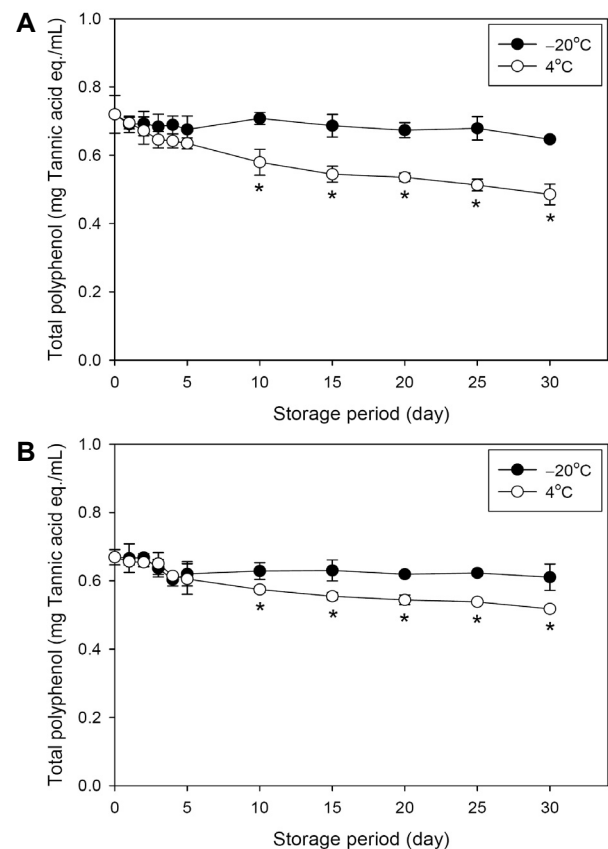 A
−20°C
4°C
Total polyphenol (mg Tannic acid eq./mL)
1.0
0.8
0.6
0.4
0.2
0.0
* * * * *
0 5 10 15 20 25 30
Storage period (day)
B
−20°C
4°C
Total polyphenol (mg Tannic acid eq./mL)
1.0
0.8
0.6
0.4
0.2
0.0
* * * * *
0 5 10 15 20 25 30
Storage period (day)